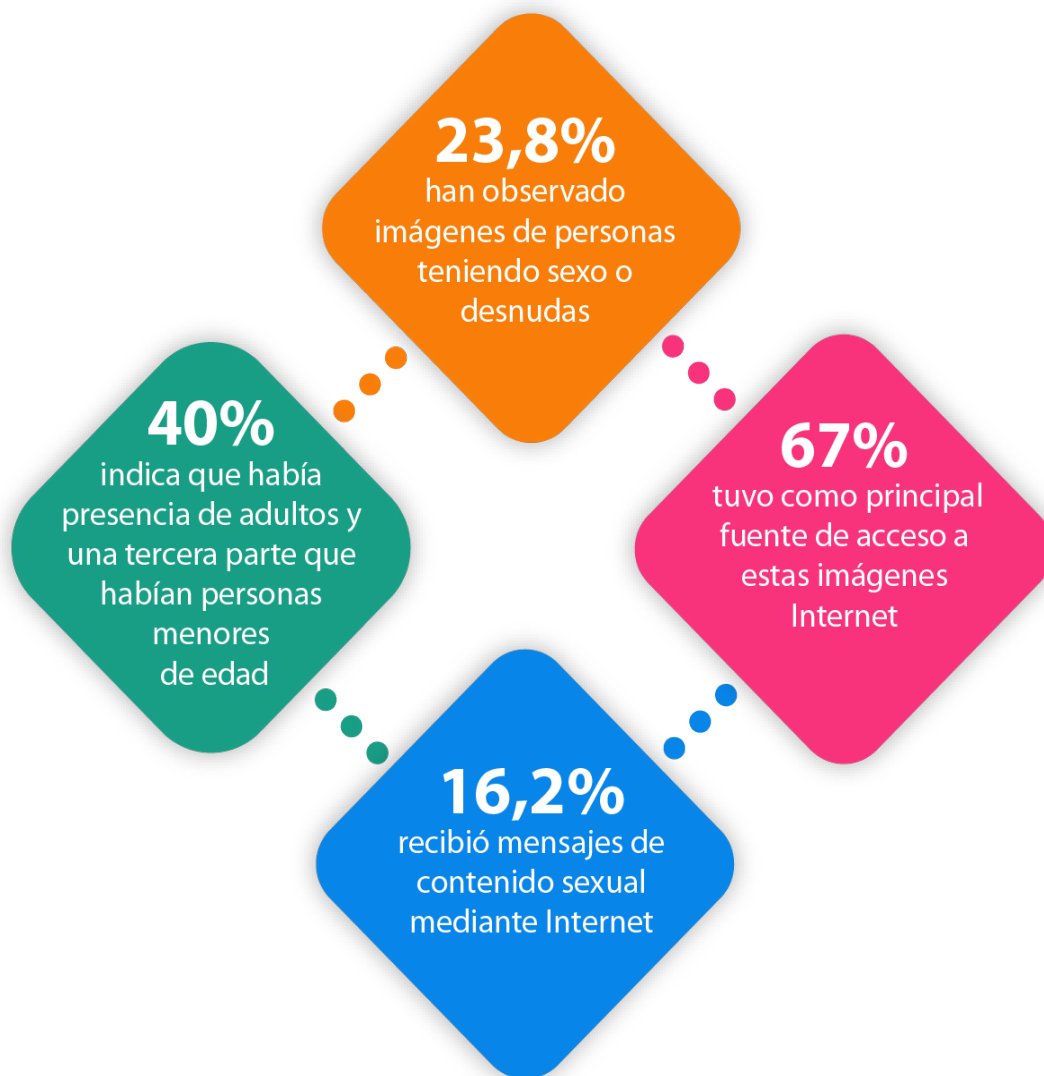 23,8%
han observado
imágenes de personas
teniendo sexo o
desnudas
40%
indica que había
presencia de adultos y
una tercera parte que
habían personas
menores
de edad
67%
tuvo como principal
fuente de acceso a
estas imágenes
Internet
16,2%
recibió mensajes de
contenido sexual
mediante Internet